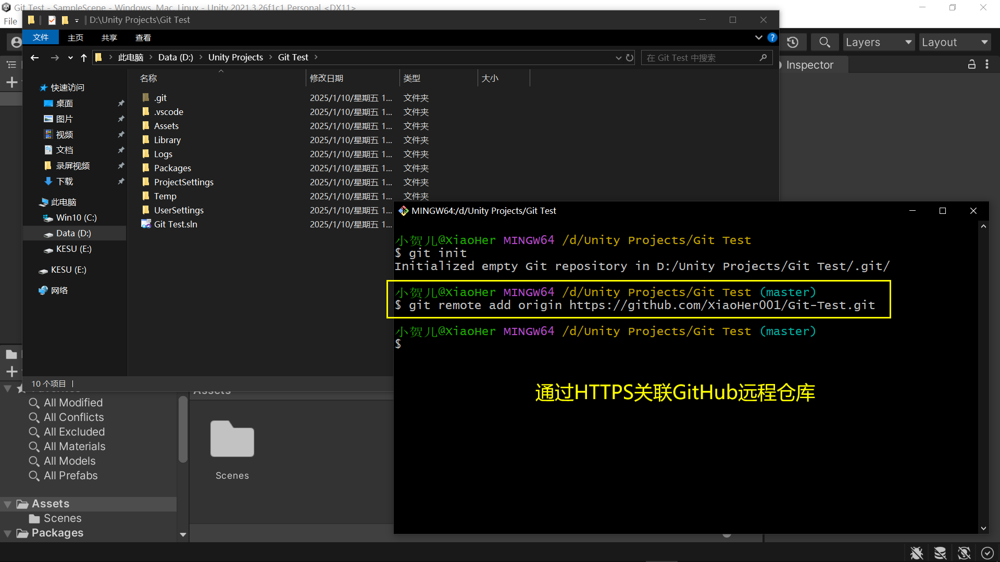 Git Test - SampleScene - Windows, Mac, Linux - Unity 2021.3.26f1c1 Personal <DX11>
File
D:\Unity Projects\Git Test
文件 主页 共享 查看
此电脑 Data (D:) Unity Projects Git Test
在 Git Test 中搜索
Layers
Layout
Inspector
名称 修改日期 类型 大小
快速访问
桌面
图片
视频
文档
录屏视频
下载
此电脑
Win10 (C:)
Data (D:)
KESU (E:)
KESU (E:)
网络
.git 2025/1/10/星期五 1... 文件夹
.vscode 2025/1/10/星期五 1... 文件夹
Assets 2025/1/10/星期五 1... 文件夹
Library 2025/1/10/星期五 1... 文件夹
Logs 2025/1/10/星期五 1... 文件夹
Packages 2025/1/10/星期五 1... 文件夹
ProjectSettings 2025/1/10/星期五 1... 文件夹
Temp 2025/1/10/星期五 1... 文件夹
UserSettings 2025/1/10/星期五 1...
Git Test.sln 2025/1/10/星期五 1...
10 个项目
MINGW64:/d/Unity Projects/Git Test
小贺儿@XiaoHer MINGW64 /d/Unity Projects/Git Test
$ git init
Initialized empty Git repository in D:/Unity Projects/Git Test/.git/
小贺儿@XiaoHer MINGW64 /d/Unity Projects/Git Test (master)
$ git remote add origin https://github.com/XiaoHer001/Git-Test.git
小贺儿@XiaoHer MINGW64 /d/Unity Projects/Git Test (master)
$
通过HTTPS关联GitHub远程仓库
Favorites
All Modified
All Conflicts
All Excluded
All Materials
All Models
All Prefabs
Assets
Scenes
Packages
Assets
Scenes